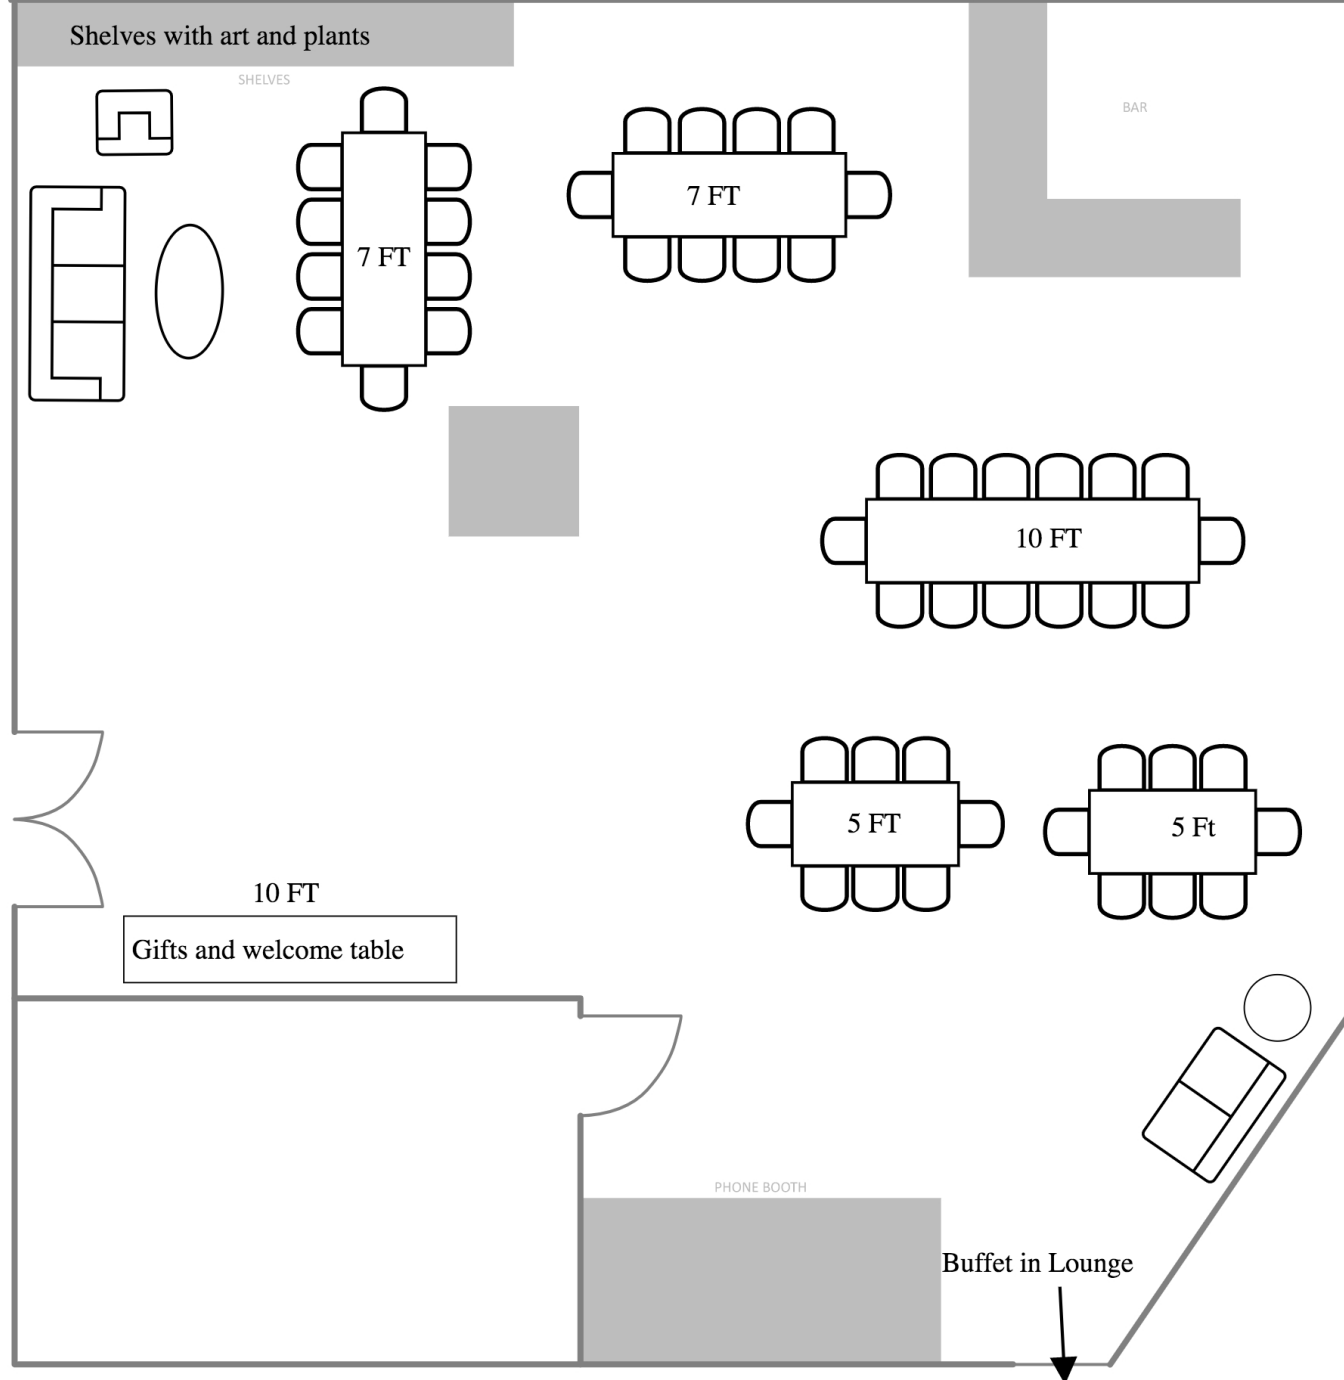 Shelves with art and plants
SHELVES
BAR
7 FT
7 FT
10 FT
5 FT
5 Ft
10 FT
Gifts and welcome table
PHONE BOOTH
Buffet in Lounge